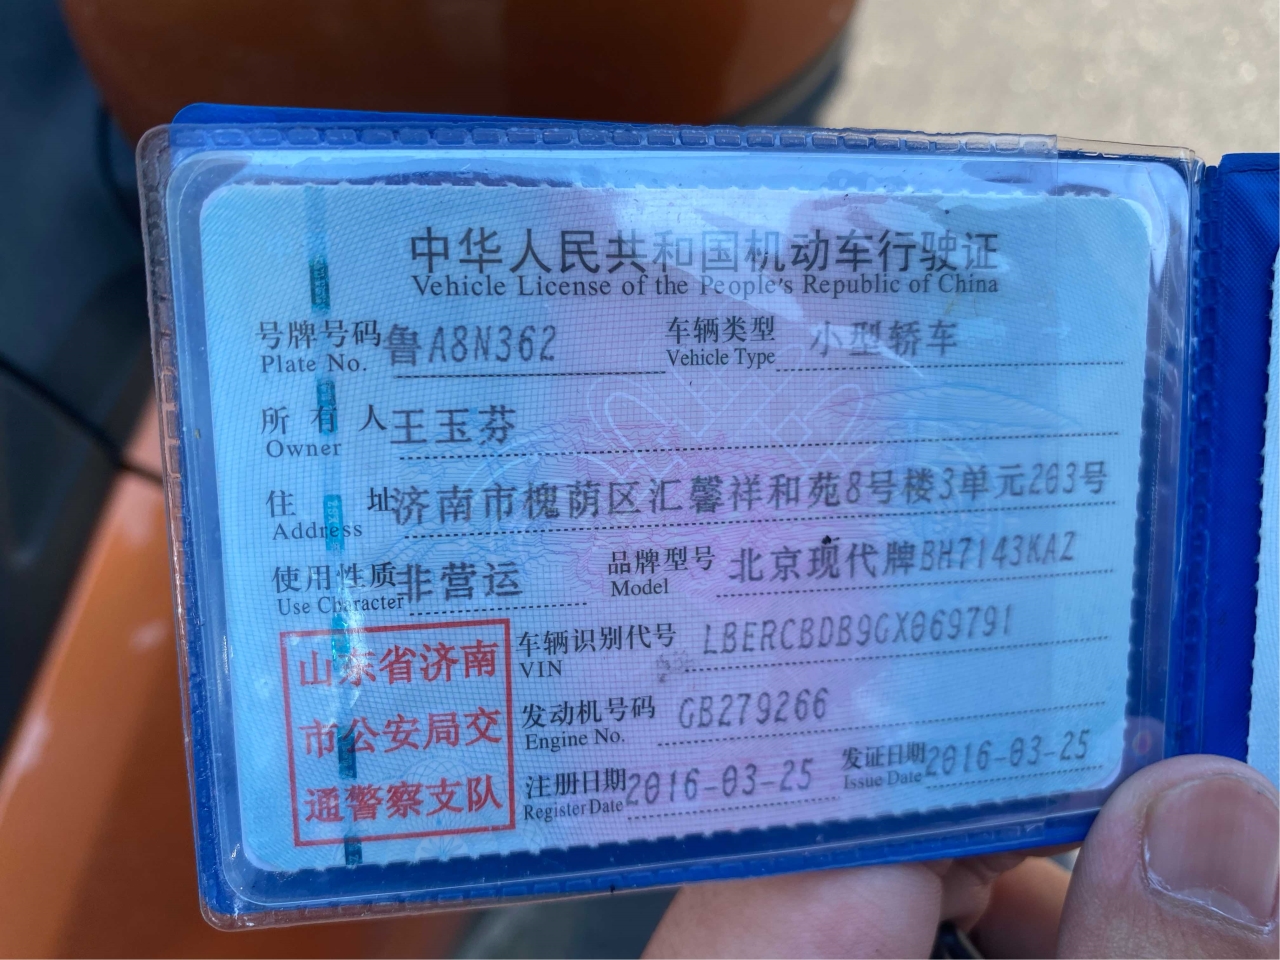 中华人民共和国机动车行驶证
Vehicle License of the People's Republic of China
号牌号码 鲁A8N362 车辆类型 小型轿车
Plate No. Vehicle Type
所有人 王玉芬
Owner
住址 济南市槐荫区汇馨祥和苑8号楼3单元203号
Address
使用性质 非营运 品牌型号 北京现代牌BH7143KAZ
Use Character Model
车辆识别代号 LBERCBDB9GX069791
VIN
发动机号码 GB279266
Engine No.
注册日期 2016-03-25 发证日期 2016-03-25
Register Date Issue Date
山东省济南
市公安局交
通警察支队